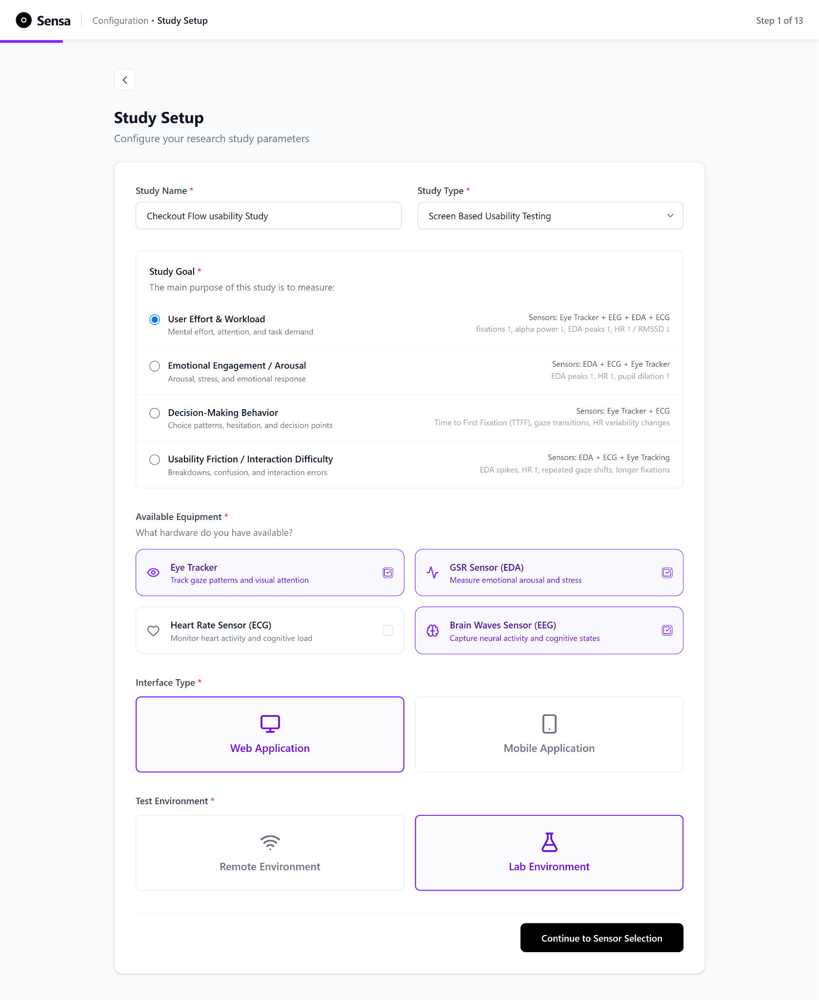 Sensa
Configuration • Study Setup
Step 1 of 13
Study Setup
Configure your research study parameters
Study Name *
Study Type *
Checkout Flow usability Study
Screen Based Usability Testing
Study Goal *
The main purpose of this study is to measure:
User Effort & Workload
Mental effort, attention, and task demand
Sensors: Eye Tracker + EEG + EDA + ECG
fixations ↑, alpha power ↓, EDA peaks ↑, HR ↑ / RMSSD ↓
Emotional Engagement / Arousal
Arousal, stress, and emotional response
Sensors: EDA + ECG + Eye Tracker
EDA peaks ↑, HR ↑, pupil dilation ↑
Decision-Making Behavior
Choice patterns, hesitation, and decision points
Sensors: Eye Tracker + ECG
Time to First Fixation (TTFF), gaze transitions, HR variability changes
Usability Friction / Interaction Difficulty
Breakdowns, confusion, and interaction errors
Sensors: EDA + ECG + Eye Tracking
EDA spikes, HR ↑, repeated gaze shifts, longer fixations
Available Equipment *
What hardware do you have available?
Eye Tracker
Track gaze patterns and visual attention
GSR Sensor (EDA)
Measure emotional arousal and stress
Heart Rate Sensor (ECG)
Monitor heart activity and cognitive load
Brain Waves Sensor (EEG)
Capture neural activity and cognitive states
Interface Type *
Web Application
Mobile Application
Test Environment *
Remote Environment
Lab Environment
Continue to Sensor Selection